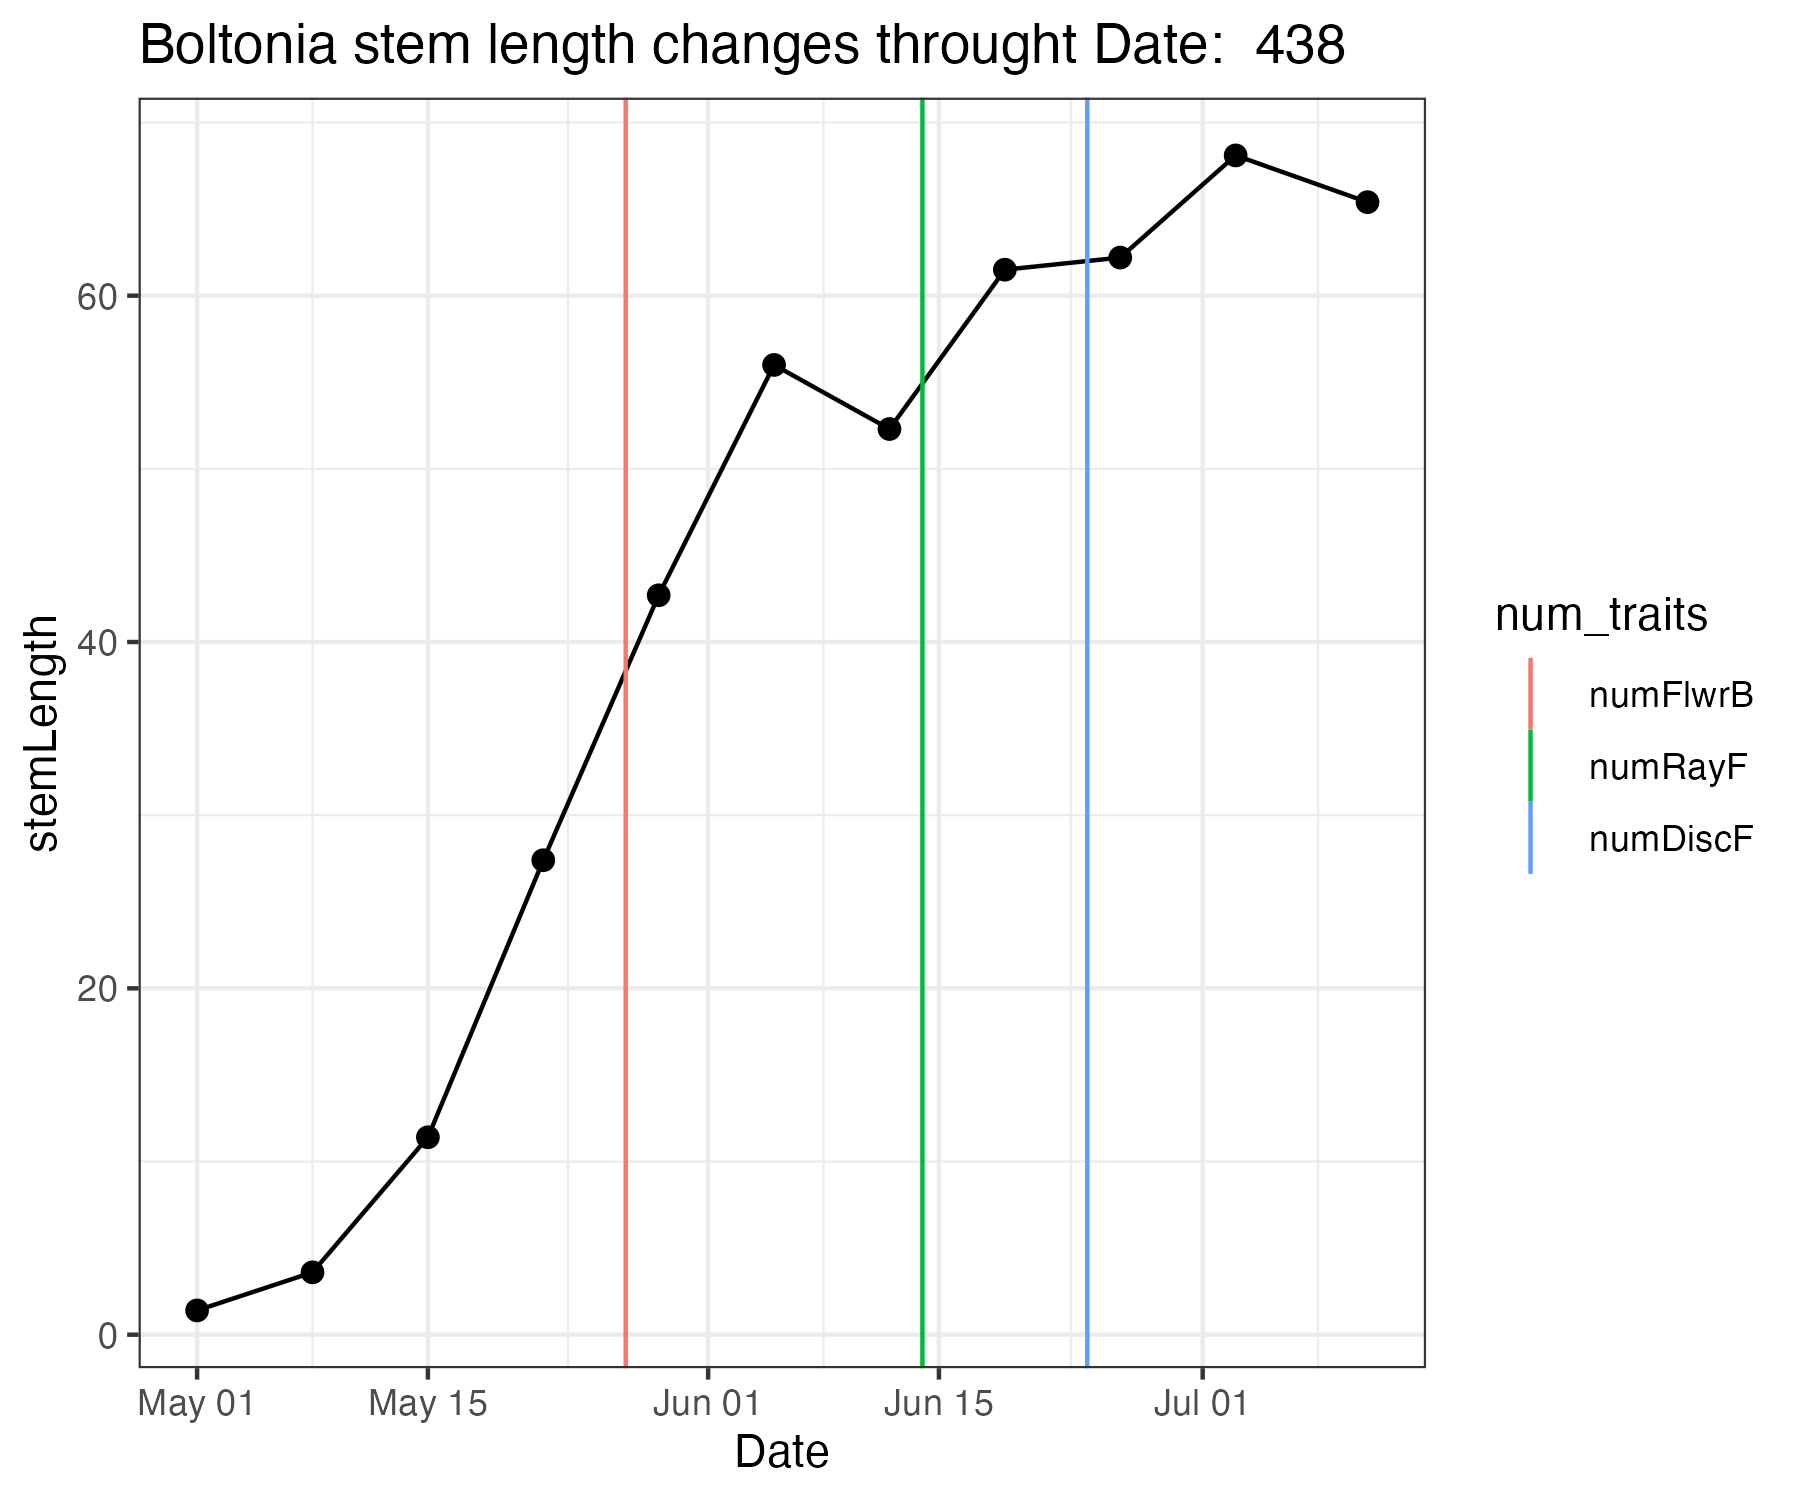 Boltonia stem length changes throught Date:  438
stemLength
60
40
20
0
May 01
May 15
Jun 01
Jun 15
Jul 01
Date
num_traits
numFlwrB
numRayF
numDiscF